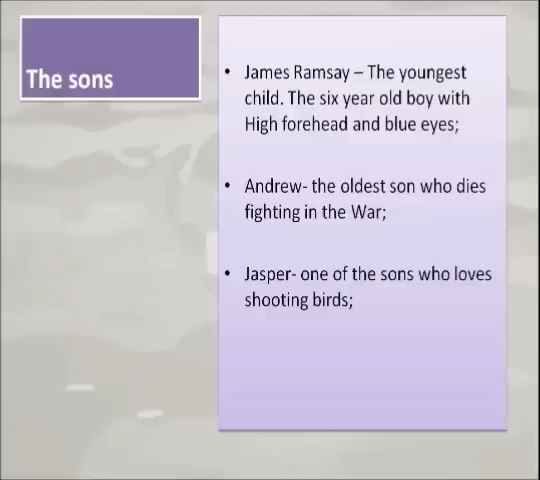 The sons
• James Ramsay – The youngest
child. The six year old boy with
High forehead and blue eyes;
• Andrew- the oldest son who dies
fighting in the War;
• Jasper- one of the sons who loves
shooting birds;